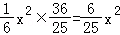 1/6 x² × 36/25 = 6/25 x²